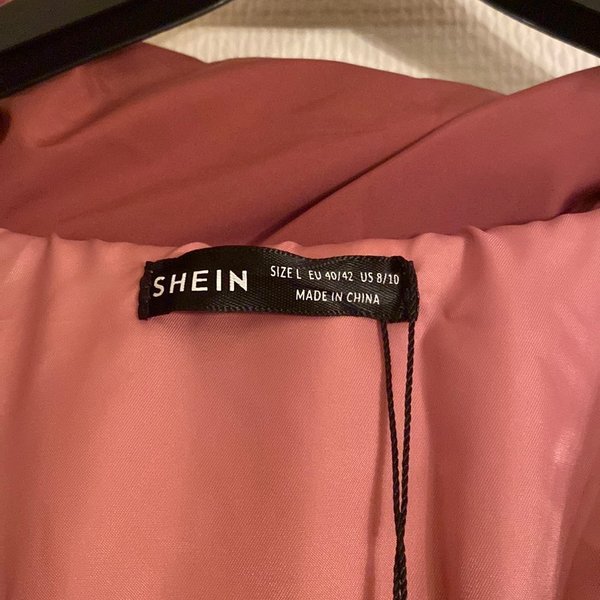 SHEIN
SIZE L EU 40/42 US 8/10
MADE IN CHINA